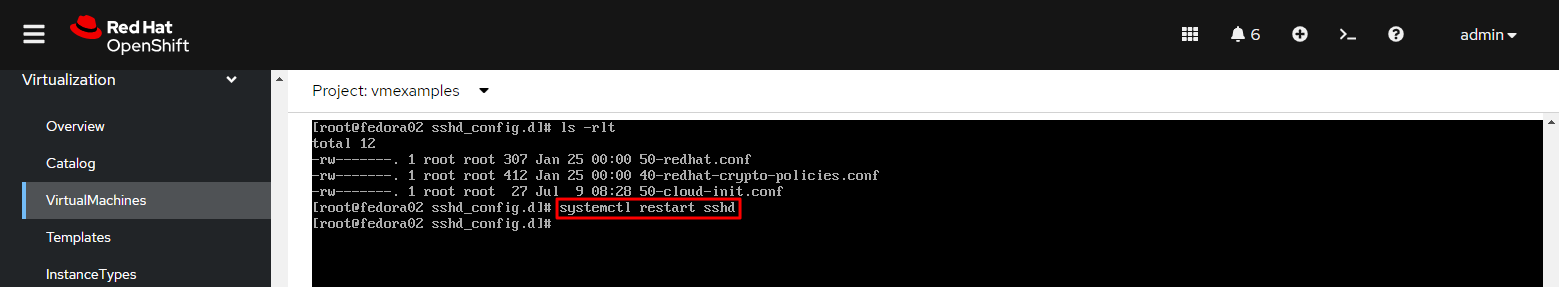 Red Hat
OpenShift
6
admin
Virtualization
Overview
Catalog
VirtualMachines
Templates
InstanceTypes
Project: vmexamples
[root@fedora02 sshd_config.d]# ls -rlt
total 12
-rw-------. 1 root root 307 Jan 25 00:00 50-redhat.conf
-rw-------. 1 root root 412 Jan 25 00:00 40-redhat-crypto-policies.conf
-rw-------. 1 root root  27 Jul  9 08:28 50-cloud-init.conf
[root@fedora02 sshd_config.d]# systemctl restart sshd
[root@fedora02 sshd_config.d]#